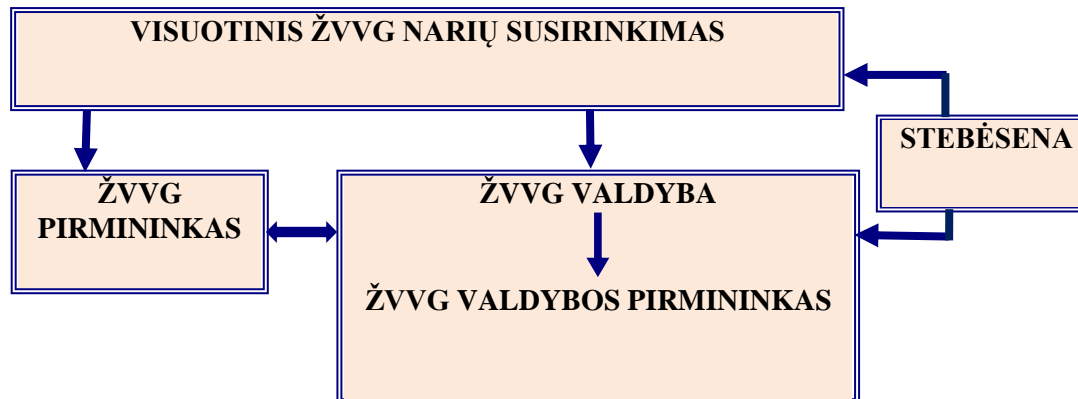 VISUOTINIS ŽVVG NARIŲ SUSIRINKIMAS
STEBĖSENA
ŽVVG
PIRMININKAS
ŽVVG VALDYBA
ŽVVG VALDYBOS PIRMININKAS